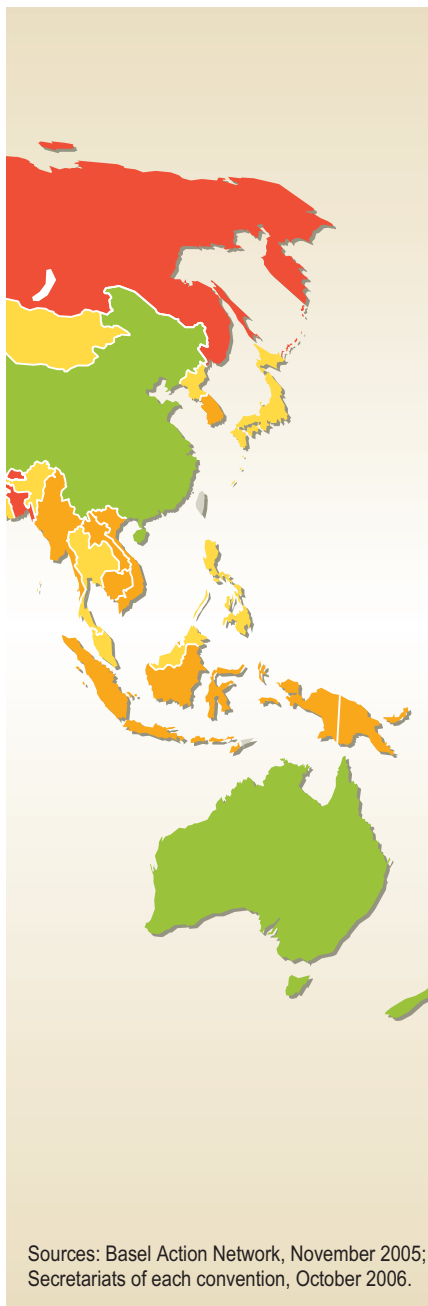 Sources: Basel Action Network, November 2005;
Secretariats of each convention, October 2006.